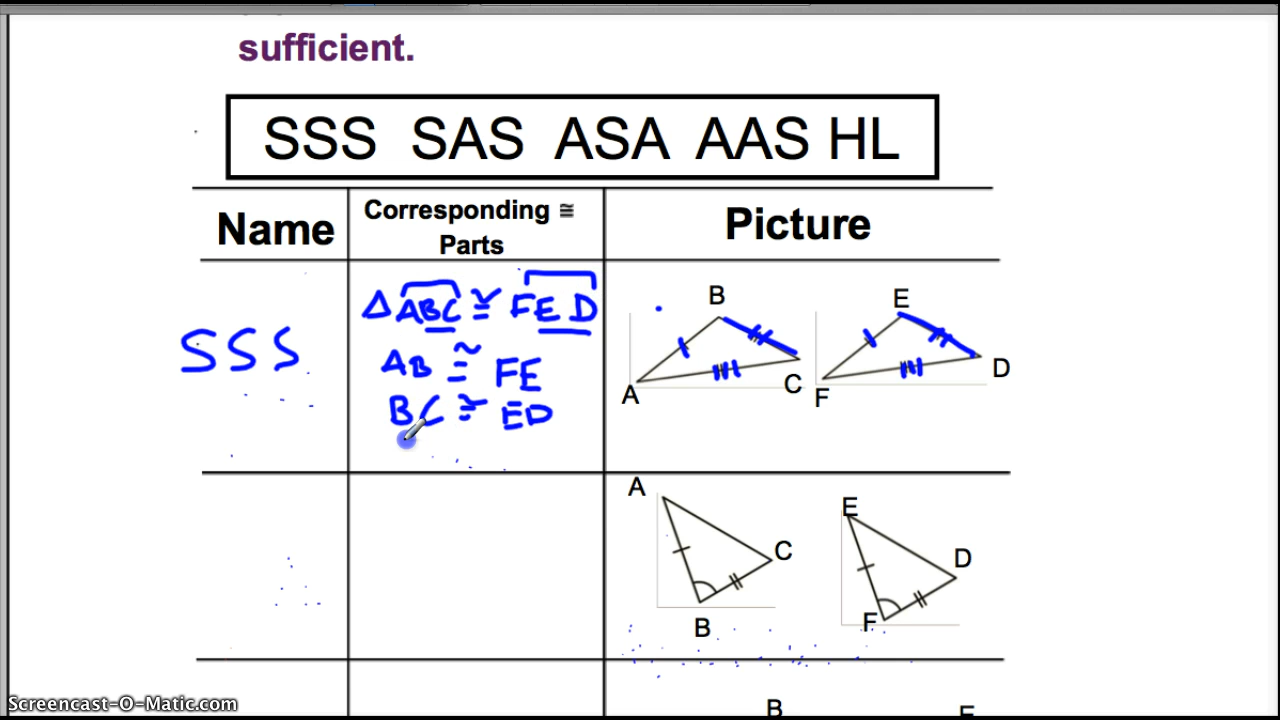 sufficient.
SSS SAS ASA AAS HL
Name
Corresponding ≅
Parts
Picture
SSS
Δ ABC ≅ FED
AB ≅ FE
BC ≅ ED
B
A
C
E
F
D
A
C
B
E
D
F
B
Screencast-O-Matic.com